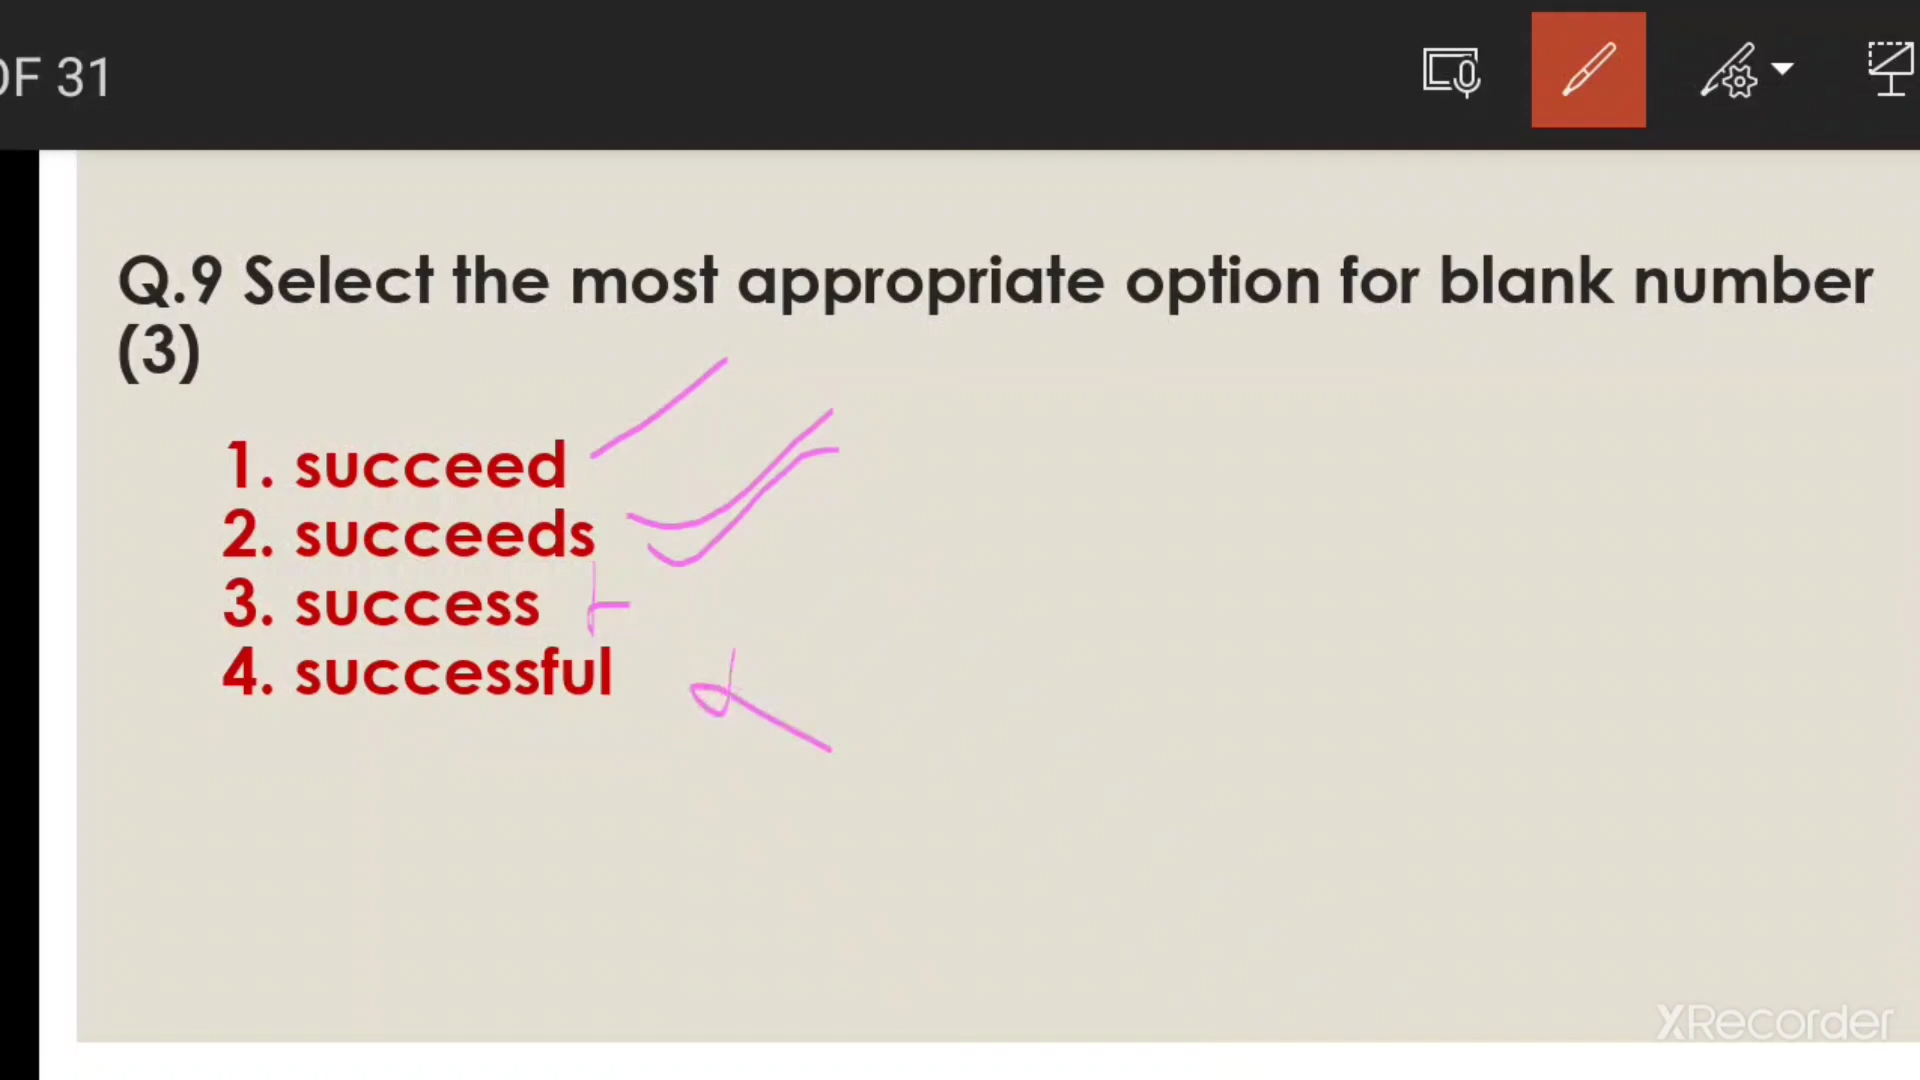 OF 31
Q.9 Select the most appropriate option for blank number
(3)
1. succeed
2. succeeds
3. success
4. successful
XRecorder